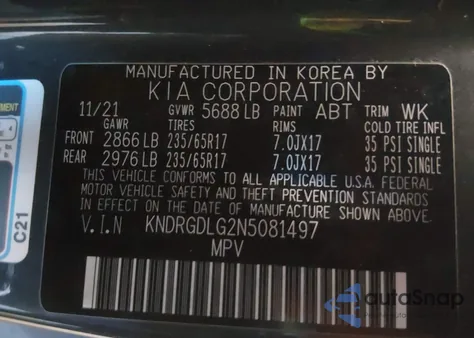 MANUFACTURED IN KOREA BY
KIA CORPORATION
11/21 GVWR 5688 LB PAINT ABT TRIM WK
GAWR TIRES RIMS COLD TIRE INFL
FRONT 2866 LB 235/65R17 7.0JX17 35 PSI SINGLE
REAR 2976 LB 235/65R17 7.0JX17 35 PSI SINGLE
THIS VEHICLE CONFORMS TO ALL APPLICABLE U.S.A. FEDERAL
MOTOR VEHICLE SAFETY AND THEFT PREVENTION STANDARDS
IN EFFECT ON THE DATE OF MANUFACTURE SHOWN ABOVE.
V.I.N KNDRGDLG2N5081497
MPV
C21
autoSnap